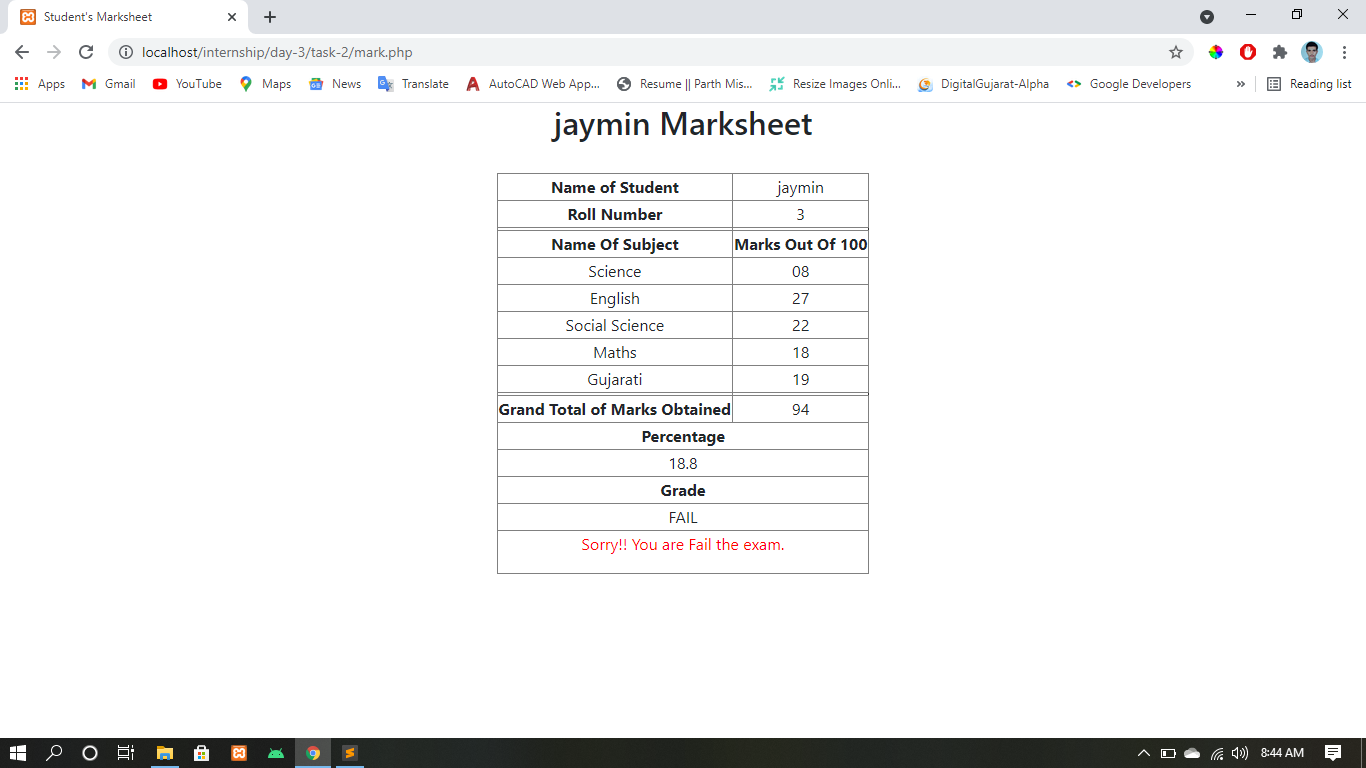 Student's Marksheet
localhost/internship/day-3/task-2/mark.php
Apps Gmail YouTube Maps News Translate AutoCAD Web App... Resume || Parth Mis... Resize Images Onli... DigitalGujarat-Alpha Google Developers » Reading list
jaymin Marksheet
Name of Student jaymin
Roll Number 3
Name Of Subject Marks Out Of 100
Science 08
English 27
Social Science 22
Maths 18
Gujarati 19
Grand Total of Marks Obtained 94
Percentage
18.8
Grade
FAIL
Sorry!! You are Fail the exam.
8:44 AM